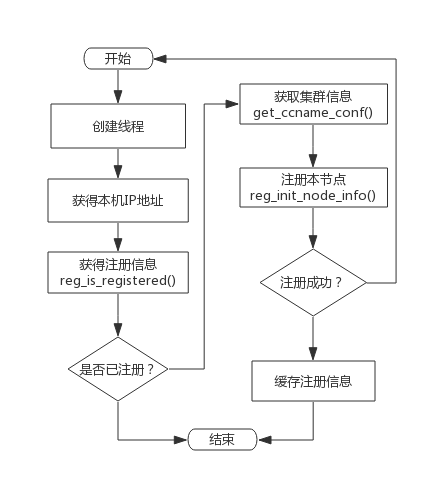 开始
创建线程
获得本机IP地址
获得注册信息
reg_is_registered()
是否已注册？
获取集群信息
get_ccname_conf()
注册本节点
reg_init_node_info()
注册成功？
缓存注册信息
结束